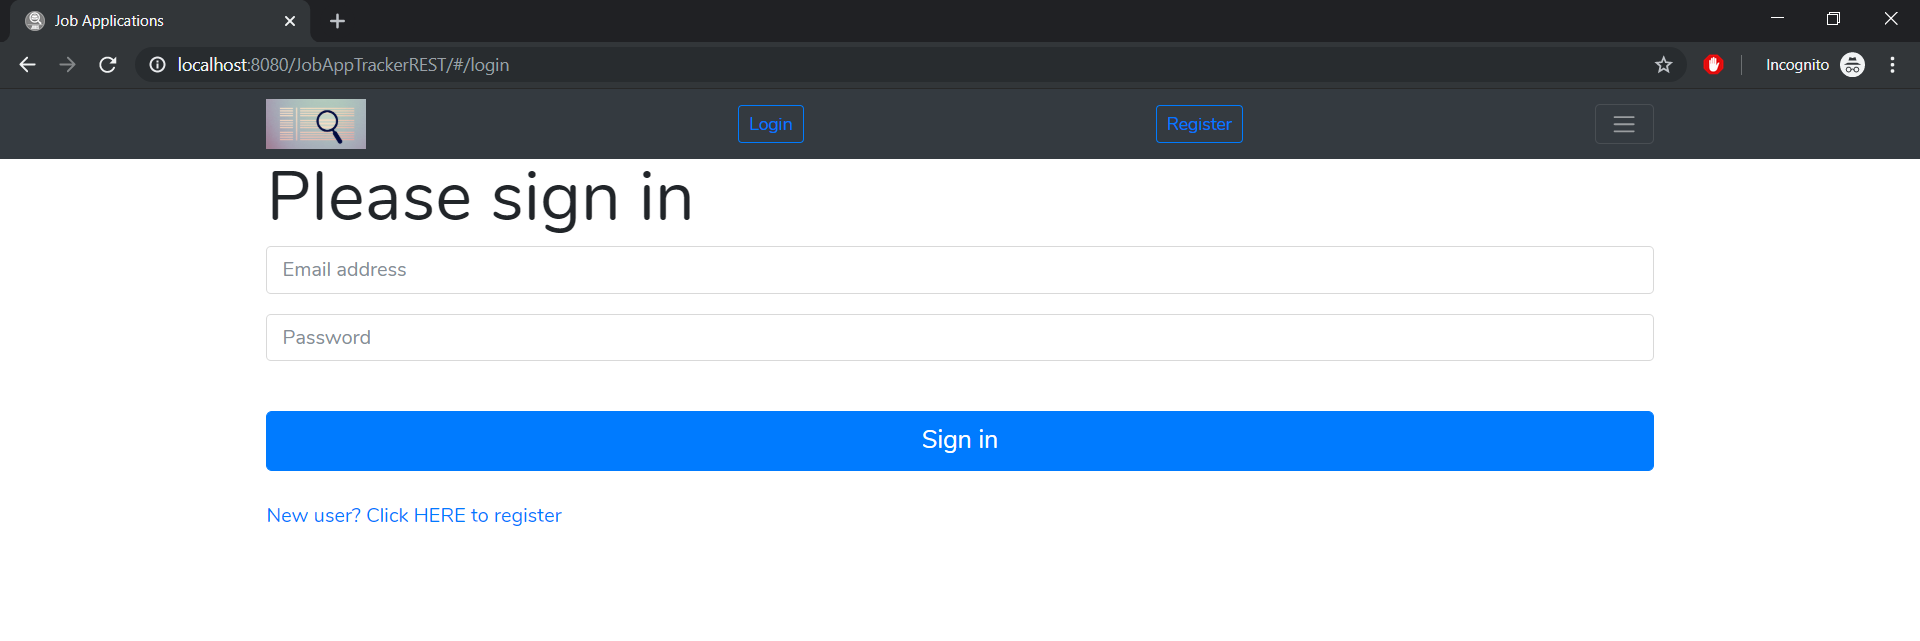 Job Applications
localhost:8080/JobAppTrackerREST/#/login
Incognito
Login
Register
Please sign in
Email address
Password
Sign in
New user? Click HERE to register